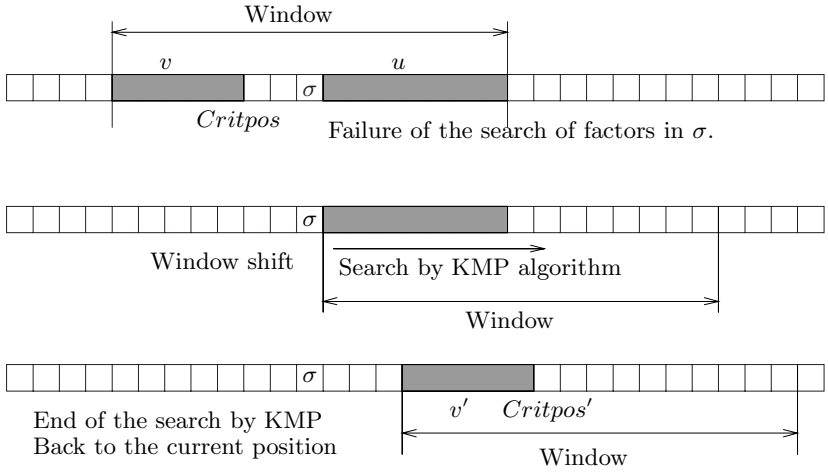 Window
v
u
σ
Critpos
Failure of the search of factors in σ.
σ
Window shift
Search by KMP algorithm
Window
σ
End of the search by KMP
Back to the current position
v′
Critpos′
Window